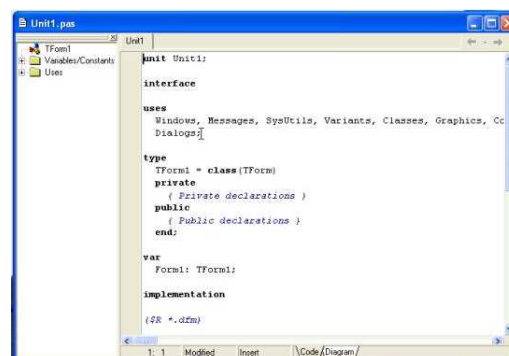 Unit1.pas
TForm1
Variables/Constants
Uses
Unit1
unit Unit1;
interface
uses
Windows, Messages, SysUtils, Variants, Classes, Graphics, Co
Dialogs;
type
TForm1 = class(TForm)
private
{ Private declarations }
public
{ Public declarations }
end;
var
Form1: TForm1;
implementation
{$R *.dfm}
1: 1 Modified Insert \Code/Diagram/